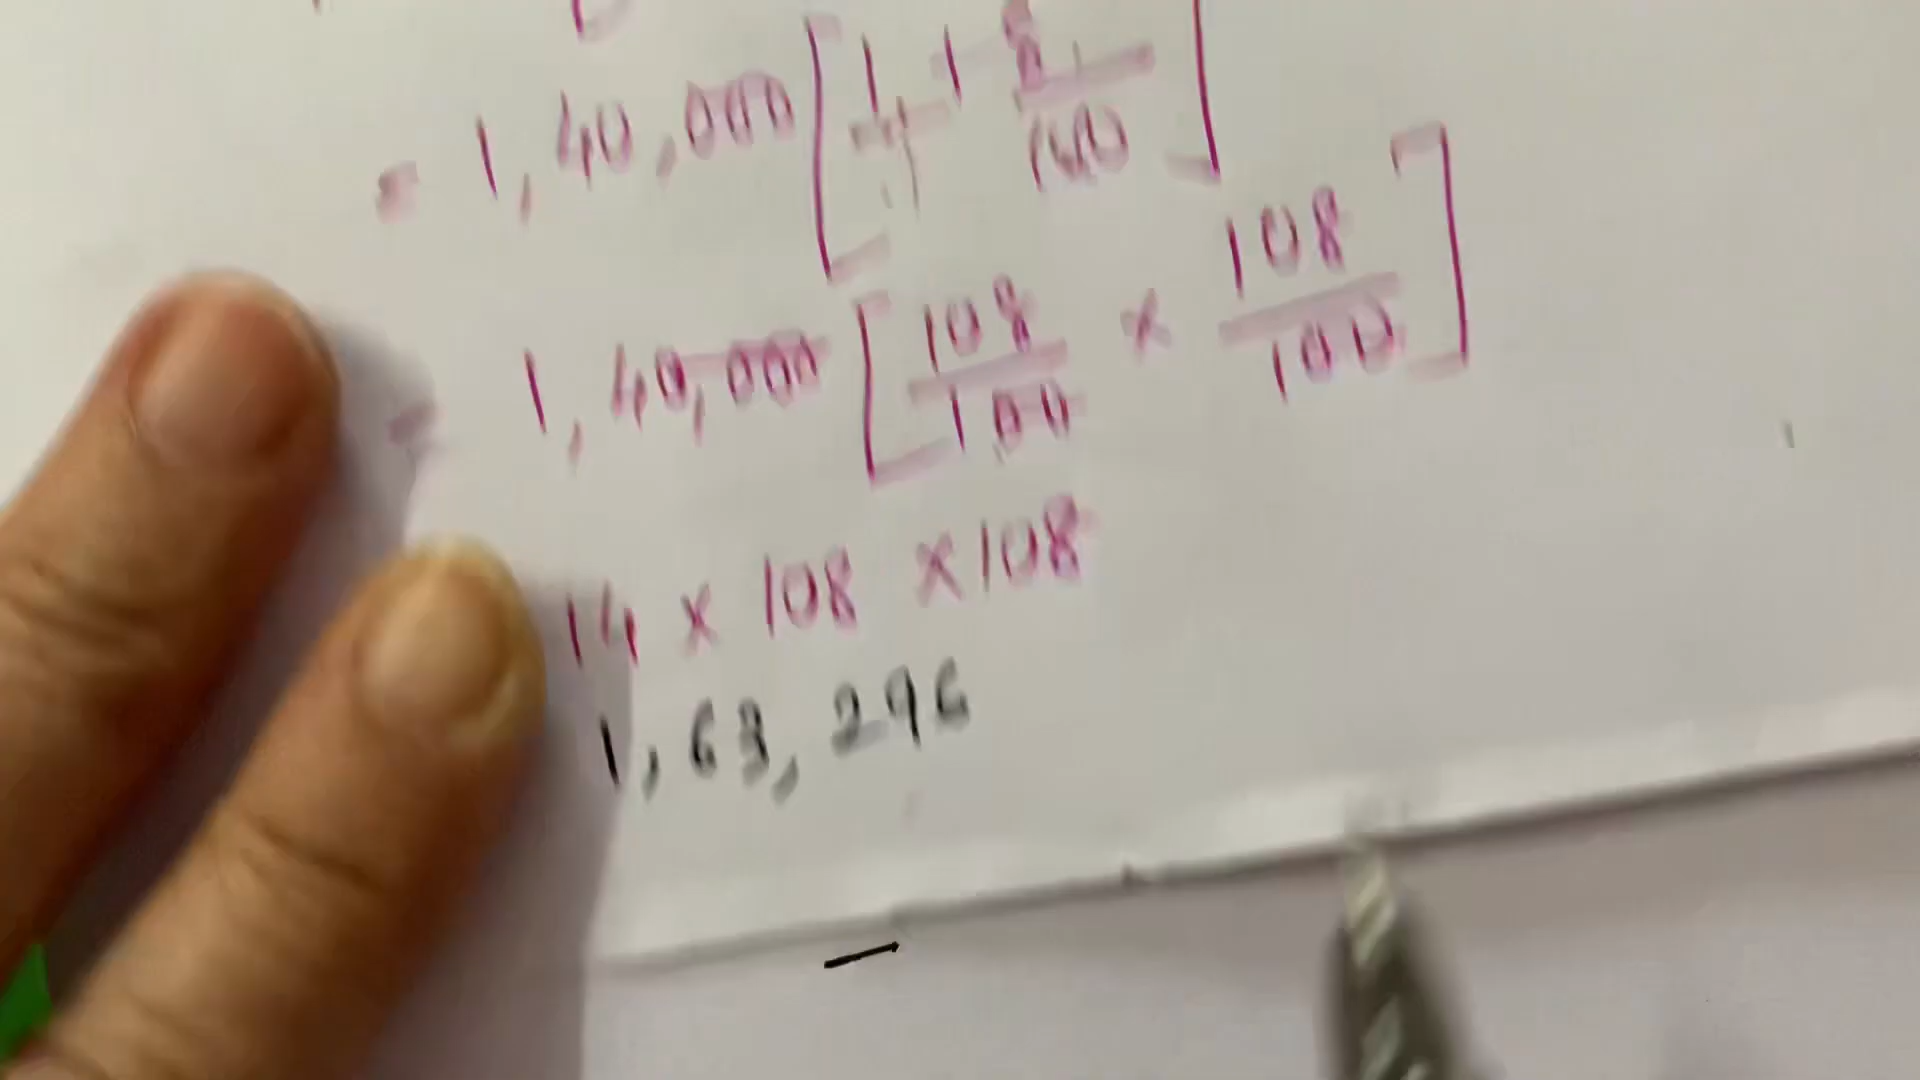 = 1,40,000 [ 1/1 + 8/100 ]
= 1,40,000 [ 108/100 x 108/100 ]
14 x 108 x 108
1, 63, 296